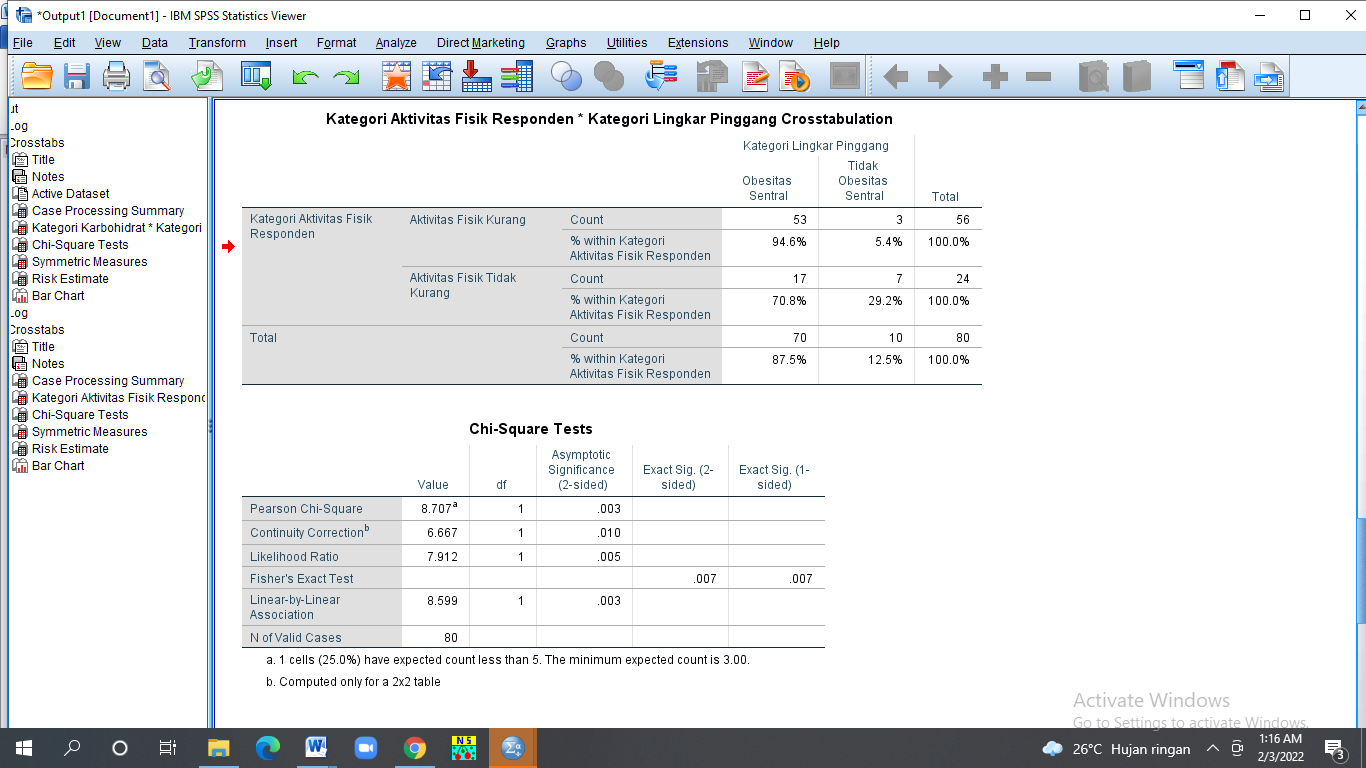 *Output1 [Document1] - IBM SPSS Statistics Viewer
File Edit View Data Transform Insert Format Analyze Direct Marketing Graphs Utilities Extensions Window Help
ut
Log
Crosstabs
Title
Notes
Active Dataset
Case Processing Summary
Kategori Karbohidrat * Kategori
Chi-Square Tests
Symmetric Measures
Risk Estimate
Bar Chart
Log
Crosstabs
Title
Notes
Case Processing Summary
Kategori Aktivitas Fisik Respond
Chi-Square Tests
Symmetric Measures
Risk Estimate
Bar Chart
Kategori Aktivitas Fisik Responden * Kategori Lingkar Pinggang Crosstabulation
Kategori Lingkar Pinggang
Obesitas Sentral
Tidak Obesitas Sentral
Total
Kategori Aktivitas Fisik Responden
Aktivitas Fisik Kurang
Count 53 3 56
% within Kategori Aktivitas Fisik Responden 94.6% 5.4% 100.0%
Aktivitas Fisik Tidak Kurang
Count 17 7 24
% within Kategori Aktivitas Fisik Responden 70.8% 29.2% 100.0%
Total
Count 70 10 80
% within Kategori Aktivitas Fisik Responden 87.5% 12.5% 100.0%
Chi-Square Tests
Value
df
Asymptotic Significance (2-sided)
Exact Sig. (2-sided)
Exact Sig. (1-sided)
Pearson Chi-Square 8.707a 1 .003
Continuity Correctionb 6.667 1 .010
Likelihood Ratio 7.912 1 .005
Fisher's Exact Test .007 .007
Linear-by-Linear Association 8.599 1 .003
N of Valid Cases 80
a. 1 cells (25.0%) have expected count less than 5. The minimum expected count is 3.00.
b. Computed only for a 2x2 table
Activate Windows
Go to Settings to activate Windows.
N 5
26°C Hujan ringan
1:16 AM
2/3/2022
3